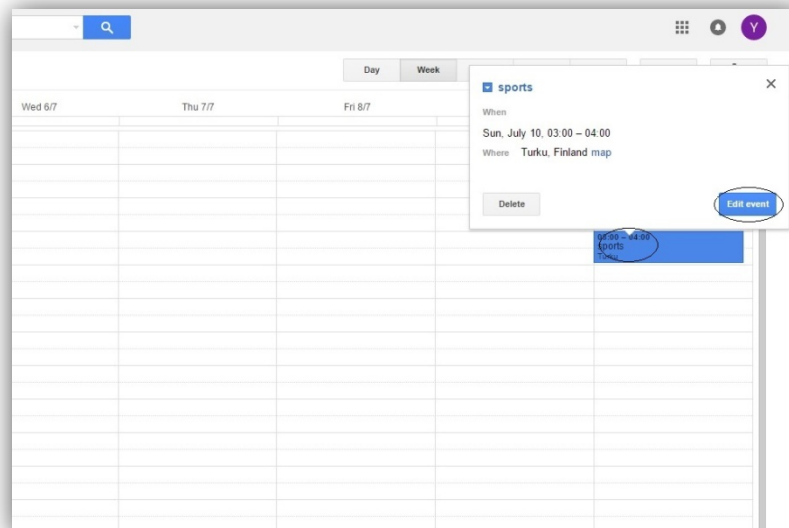 Y
Day Week
sports
When
Sun, July 10, 03:00 – 04:00
Where Turku, Finland map
Delete Edit event
Wed 6/7 Thu 7/7 Fri 8/7
03:00 – 04:00
sports
Turku